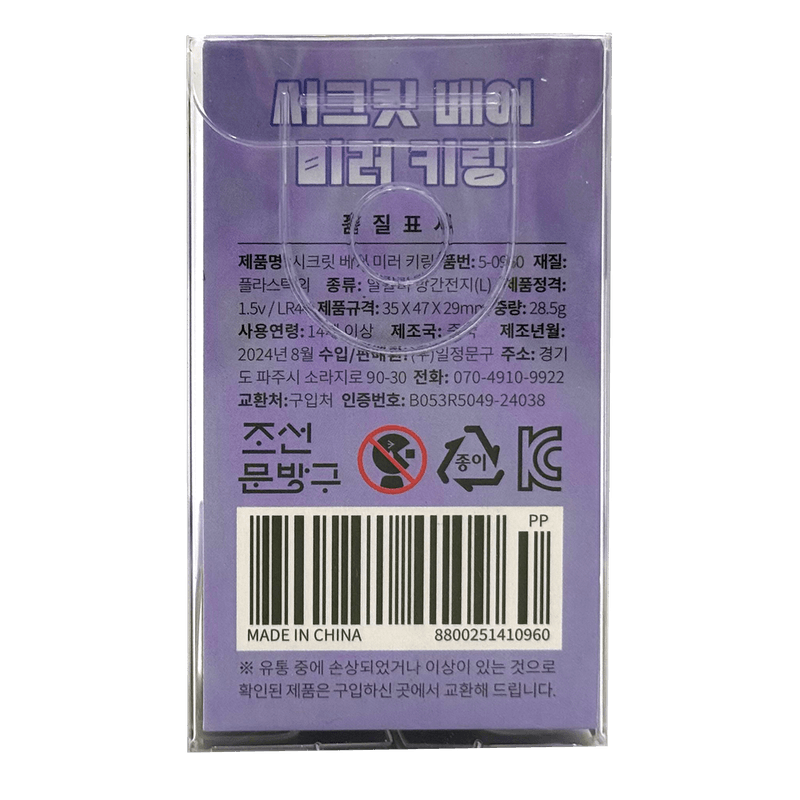 시크릿 베어
미러 키링
품 질 표 시
제품명: 시크릿 베어 미러 키링 품번: 5-0960 재질:
플라스틱 외 종류: 알칼리 망간전지(L) 제품정격:
1.5v / LR44 제품규격: 35 X 47 X 29mm 중량: 28.5g
사용연령: 14세 이상 제조국: 중국 제조년월:
2024년 8월 수입/판매원: (주)일정문구 주소: 경기
도 파주시 소라지로 90-30 전화: 070-4910-9922
교환처:구입처 인증번호: B053R5049-24038
조선
문방구
종이
KC
PP
MADE IN CHINA 8800251410960
※ 유통 중에 손상되었거나 이상이 있는 것으로
확인된 제품은 구입하신 곳에서 교환해 드립니다.